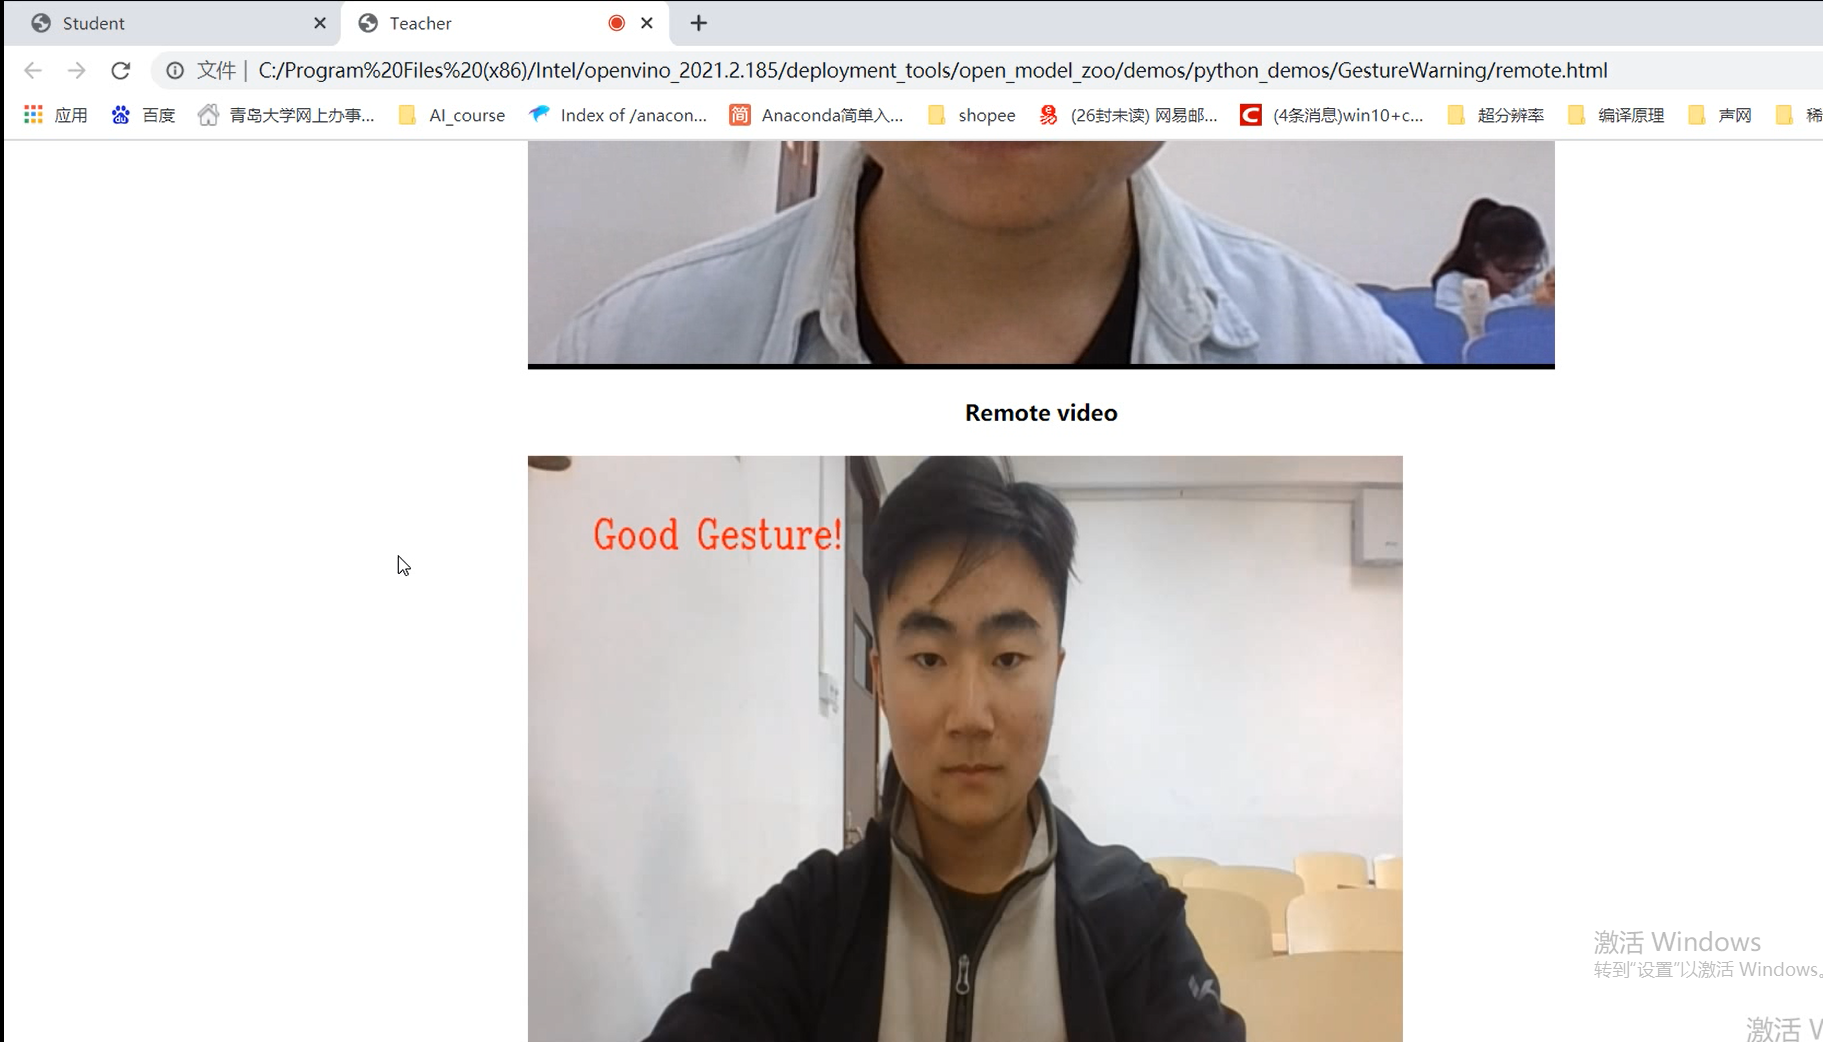 Student
Teacher
文件 | C:/Program%20Files%20(x86)/Intel/openvino_2021.2.185/deployment_tools/open_model_zoo/demos/python_demos/GestureWarning/remote.html
应用 百度 青岛大学网上办事... AI_course Index of /anacon... 简 Anaconda简单入... shopee 易 (26封未读) 网易邮... C (4条消息)win10+c... 超分辨率 编译原理 声网 稀
Remote video
Good Gesture!
激活 Windows
转到“设置”以激活 Windows。
激活 W